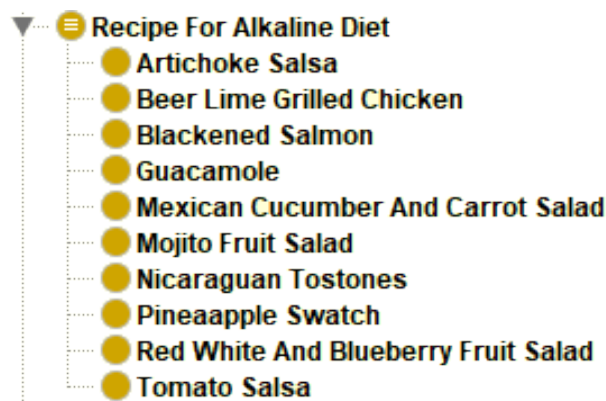 Recipe For Alkaline Diet
Artichoke Salsa
Beer Lime Grilled Chicken
Blackened Salmon
Guacamole
Mexican Cucumber And Carrot Salad
Mojito Fruit Salad
Nicaraguan Tostones
Pineaapple Swatch
Red White And Blueberry Fruit Salad
Tomato Salsa